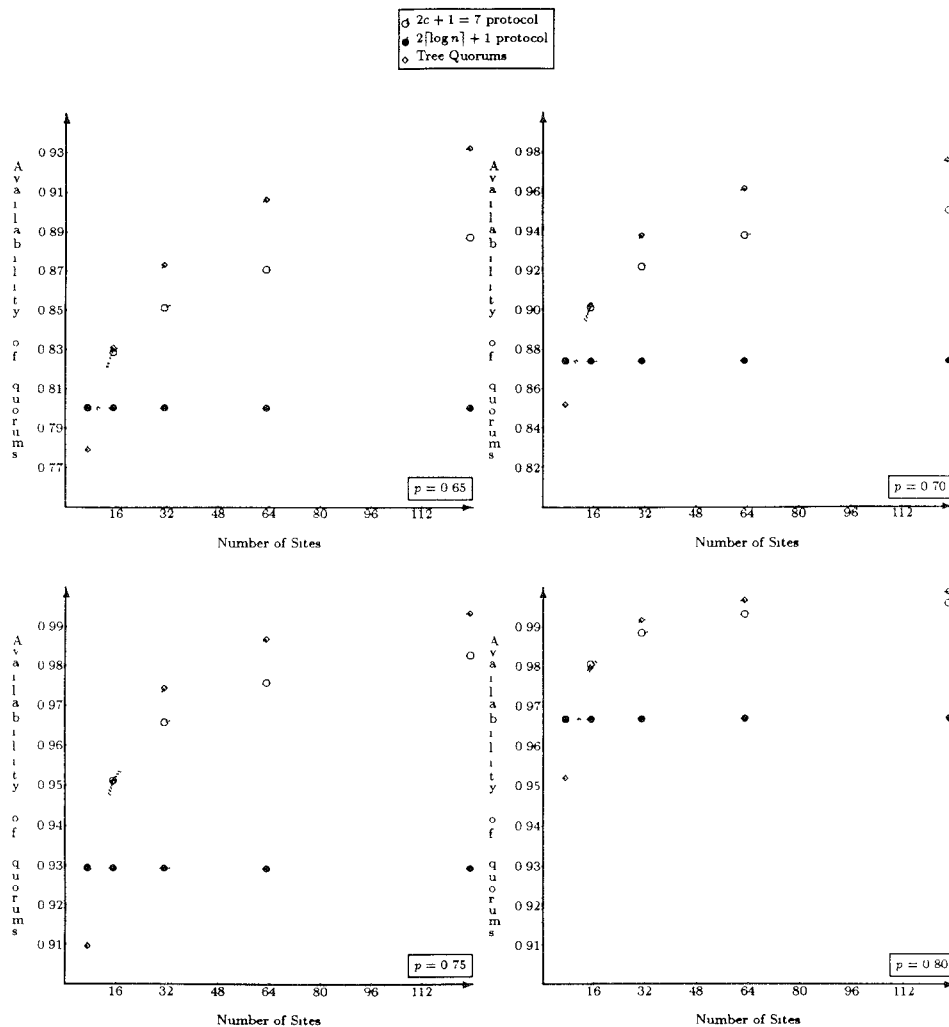 2c + 1 = 7 protocol
2⌈log n⌉ + 1 protocol
Tree Quorums
Availability of quorums
0 93
0 91
0 89
0 87
0 85
0 83
0 81
0 79
0 77
p = 0 65
16 32 48 64 80 96 112
Number of Sites
Availability of quorums
0 98
0 96
0 94
0 92
0 90
0 88
0 86
0 84
0 82
p = 0 70
16 32 48 64 80 96 112
Number of Sites
Availability of quorums
0 99
0 98
0 97
0 96
0 95
0 94
0 93
0 92
0 91
p = 0 75
16 32 48 64 80 96 112
Number of Sites
Availability of quorums
0 99
0 98
0 97
0 96
0 95
0 94
0 93
0 92
0 91
p = 0 80
16 32 48 64 80 96 112
Number of Sites